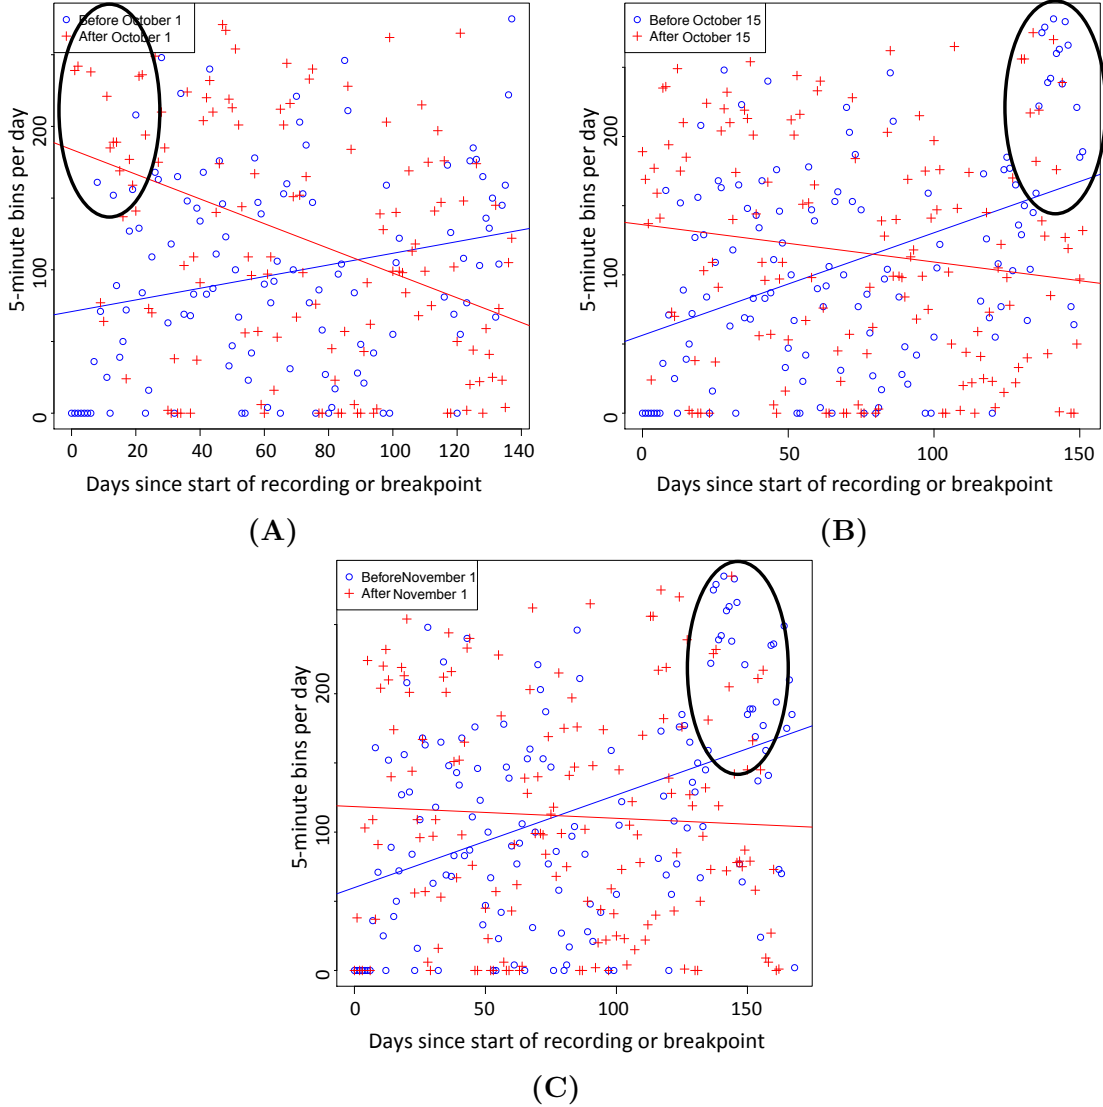 Before October 1
After October 1
5-minute bins per day
0
100
200
0
20
40
60
80
100
120
140
Days since start of recording or breakpoint
(A)
Before October 15
After October 15
5-minute bins per day
0
100
200
0
50
100
150
Days since start of recording or breakpoint
(B)
BeforeNovember 1
After November 1
5-minute bins per day
0
100
200
0
50
100
150
Days since start of recording or breakpoint
(C)